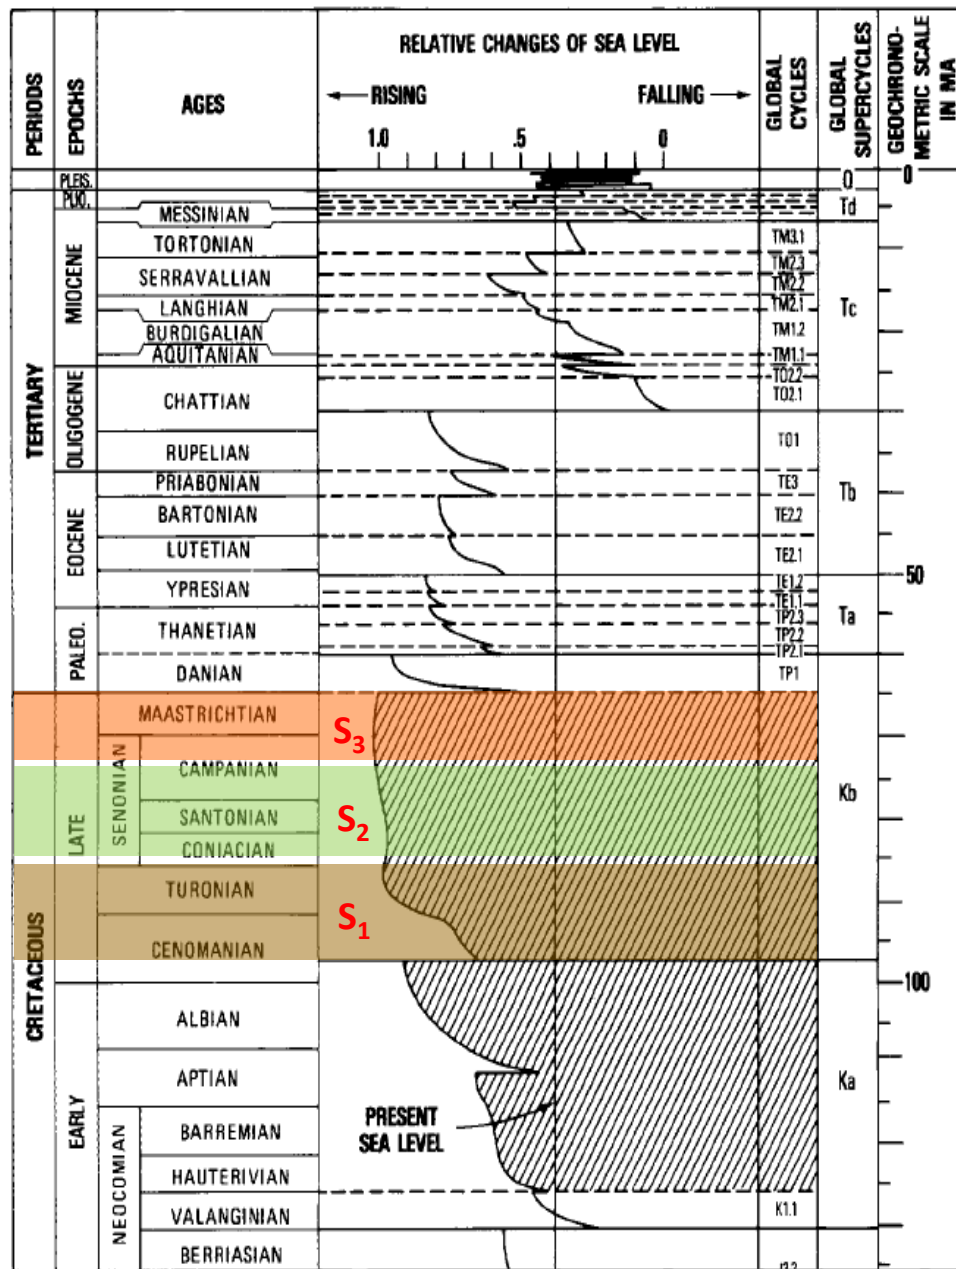 PERIODS
EPOCHS
AGES
RELATIVE CHANGES OF SEA LEVEL
RISING
FALLING
1.0 .5 0
GLOBAL CYCLES
GLOBAL SUPERCYCLES
GEOCHRONO-
METRIC SCALE
IN MA
PLEIS.
PLIO.
MESSINIAN
TORTONIAN
SERRAVALLIAN
LANGHIAN
BURDIGALIAN
AQUITANIAN
CHATTIAN
RUPELIAN
PRIABONIAN
BARTONIAN
LUTETIAN
YPRESIAN
THANETIAN
DANIAN
MAASTRICHTIAN
CAMPANIAN
SANTONIAN
CONIACIAN
TURONIAN
CENOMANIAN
ALBIAN
APTIAN
BARREMIAN
HAUTERIVIAN
VALANGINIAN
BERRIASIAN
TERTIARY
CRETACEOUS
MIOCENE
OLIGOGENE
EOCENE
PALEO.
LATE
SENONIAN
EARLY
NEOCOMIAN
S3
S2
S1
PRESENT
SEA LEVEL
TM3.1
TM2.3
TM2.2
TM2.1
TM1.2
TM1.1
TO2.2
TO2.1
TO1
TE3
TE2.2
TE2.1
TE1.2
TE1.1
TP2.3
TP2.2
TP2.1
TP1
K1.1
Q
Td
Tc
Tb
Ta
Kb
Ka
0
50
100